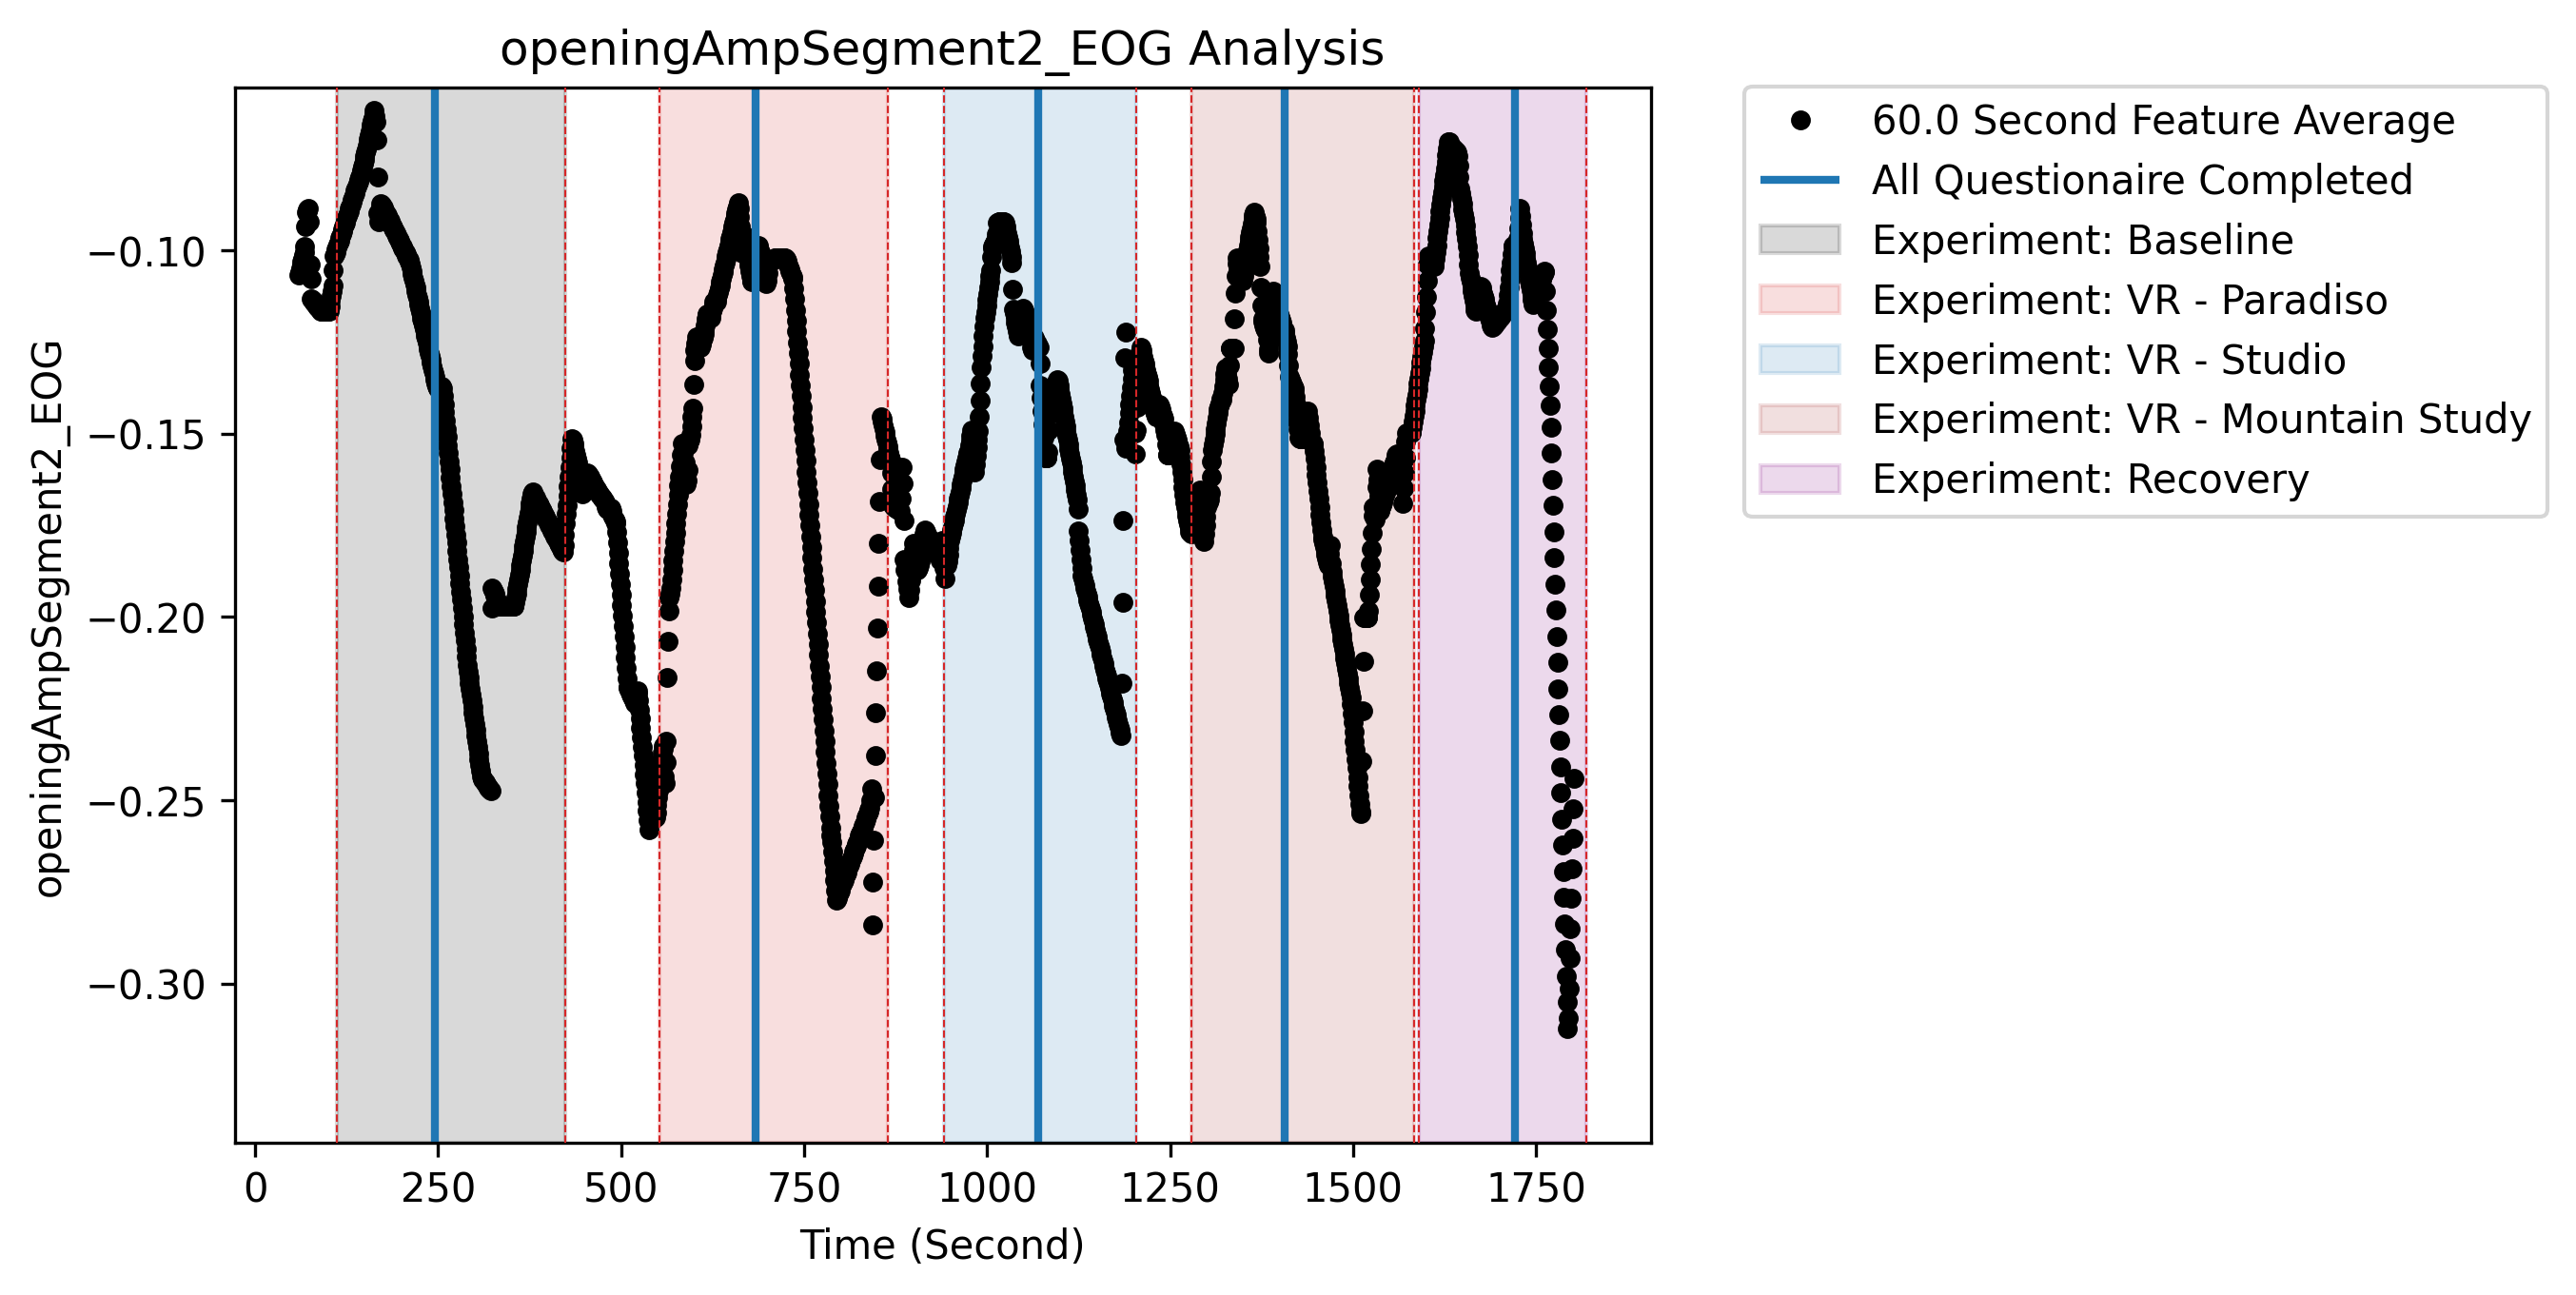 openingAmpSegment2_EOG Analysis
openingAmpSegment2_EOG
−0.10
−0.15
−0.20
−0.25
−0.30
0 250 500 750 1000 1250 1500 1750
Time (Second)
60.0 Second Feature Average
All Questionaire Completed
Experiment: Baseline
Experiment: VR - Paradiso
Experiment: VR - Studio
Experiment: VR - Mountain Study
Experiment: Recovery